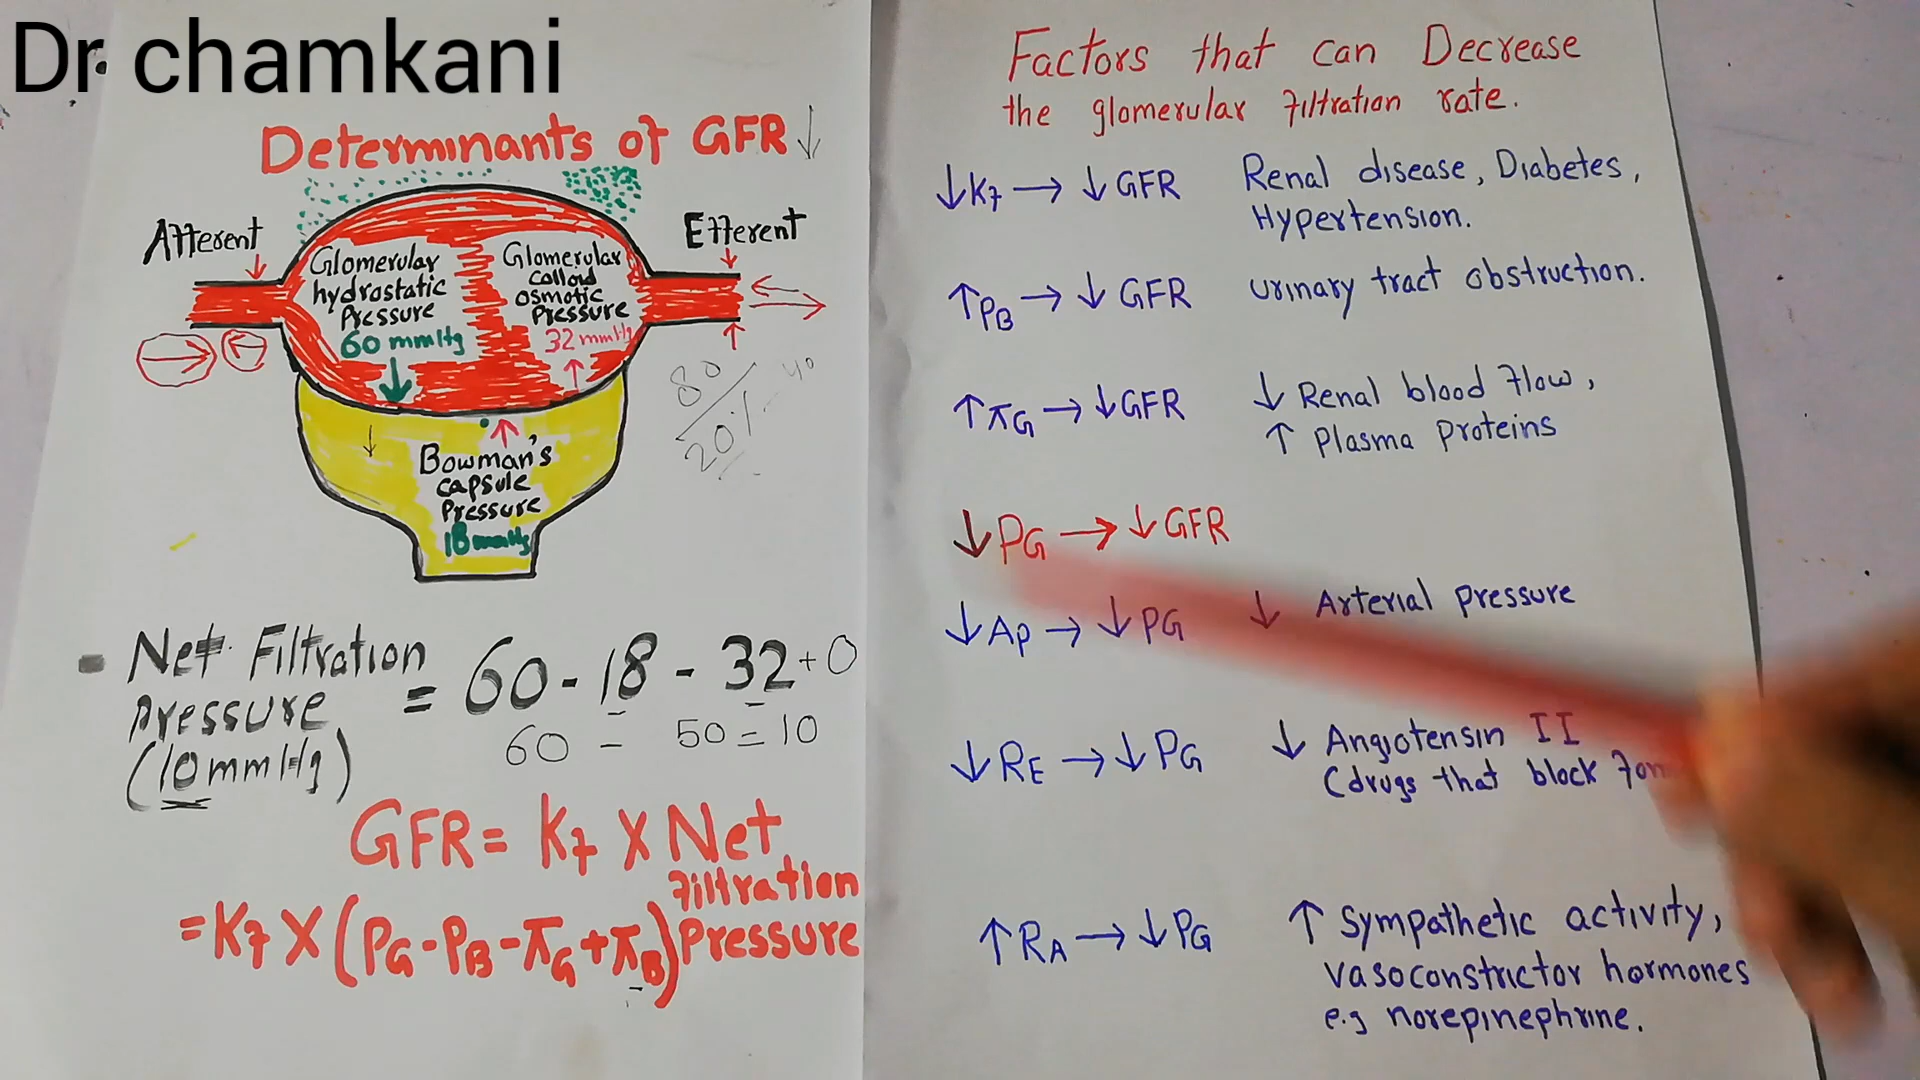 Dr chamkani
Determinants of GFR ↓
Afferent
Efferent
Glomerular
hydrostatic
Pressure
60 mmHg
Glomerular
colloid
osmotic
Pressure
32 mmHg
Bowman's
capsule
Pressure
18 mmHg
80
20%
40
Net Filtration
Pressure
(10 mmHg)
= 60 - 18 - 32 + 0
60 - 50 = 10
GFR = Kf X Net
filtration
Pressure
= Kf X (PG - PB - πG + πB)
Factors that can Decrease
the glomerular filtration rate.
↓ Kf → ↓ GFR Renal disease, Diabetes,
Hypertension.
↑ PB → ↓ GFR urinary tract obstruction.
↑ πG → ↓ GFR ↓ Renal blood flow,
↑ Plasma proteins
↓ PG → ↓ GFR
↓ AP → ↓ PG ↓ Arterial pressure
↓ RE → ↓ PG ↓ Angiotensin II
(drugs that block
↑ RA → ↓ PG ↑ Sympathetic activity,
vasoconstrictor hormones
e.g norepinephrine.